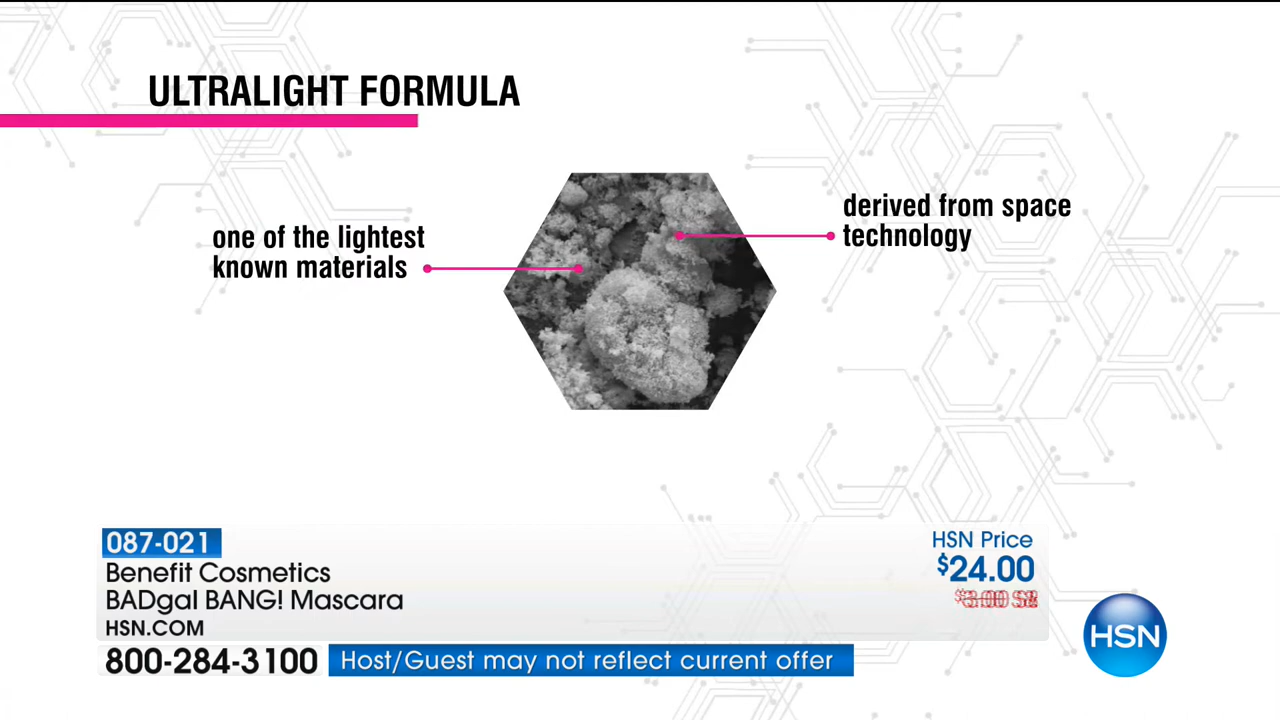 ULTRALIGHT FORMULA
one of the lightest
known materials
derived from space
technology
087-021
Benefit Cosmetics
BADgal BANG! Mascara
HSN.COM
HSN Price
$24.00
800-284-3100
Host/Guest may not reflect current offer
HSN